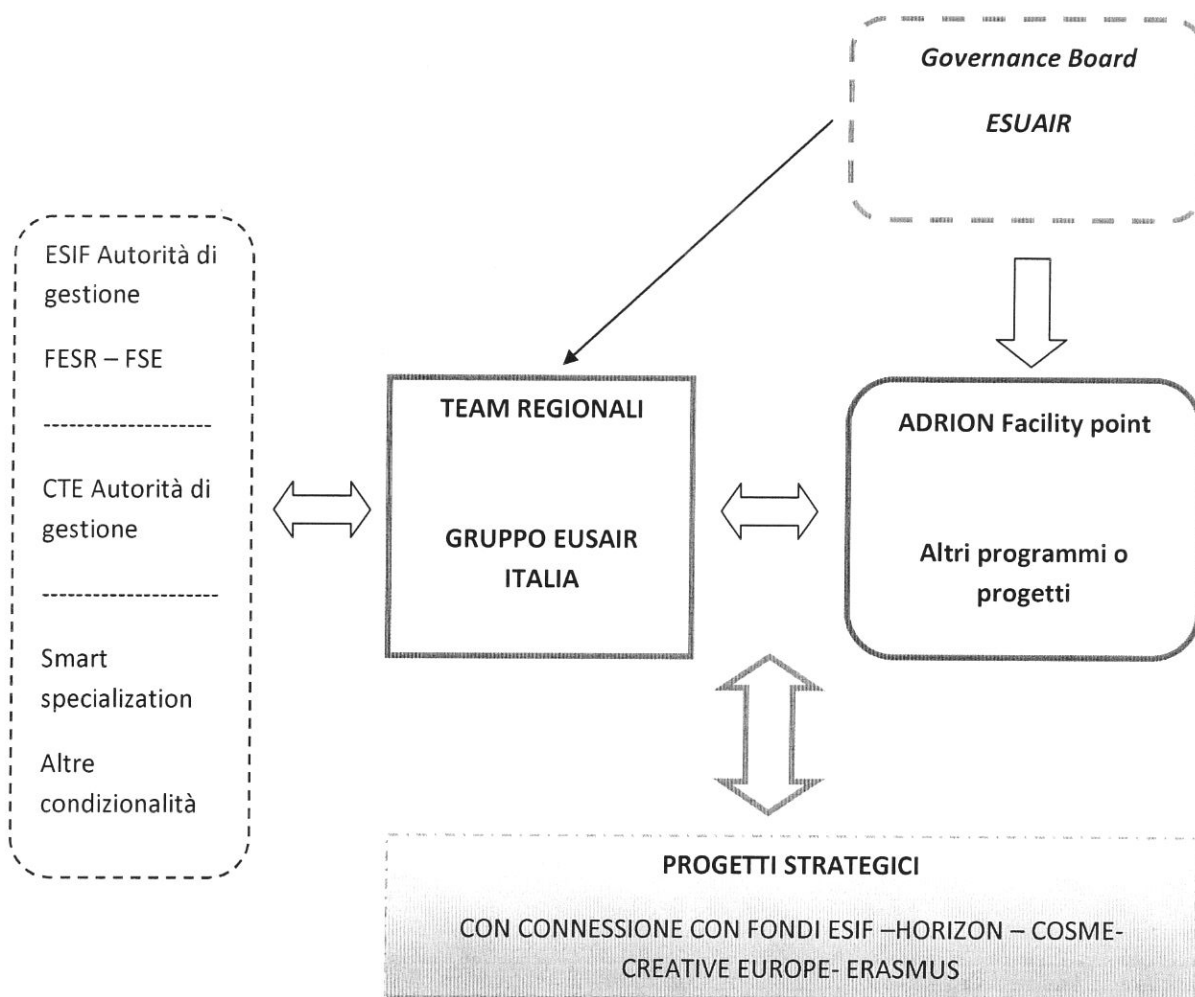 Governance Board
ESUAIR
ESIF Autorità di
gestione
FESR – FSE
---------------------
CTE Autorità di
gestione
----------------------
Smart
specialization
Altre
condizionalità
TEAM REGIONALI
GRUPPO EUSAIR
ITALIA
ADRION Facility point
Altri programmi o
progetti
PROGETTI STRATEGICI
CON CONNESSIONE CON FONDI ESIF –HORIZON – COSME-
CREATIVE EUROPE- ERASMUS